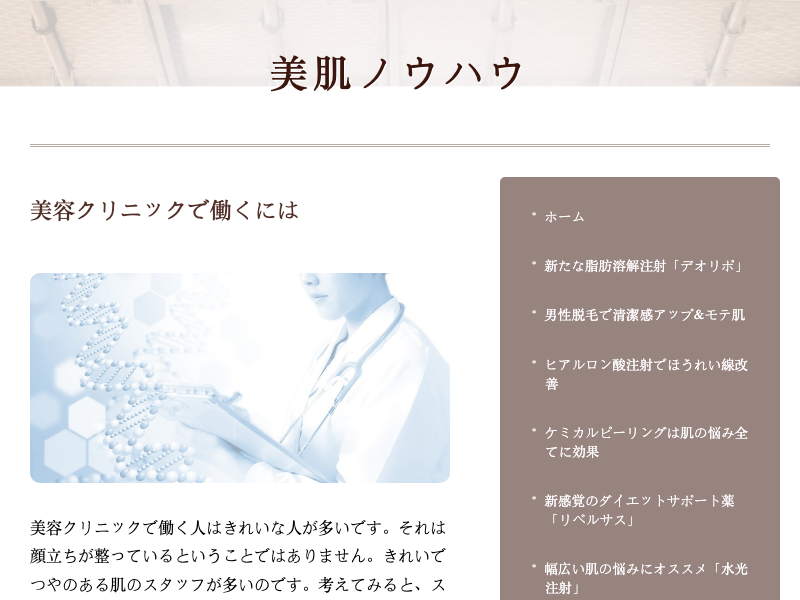 美肌ノウハウ
美容クリニックで働くには
美容クリニックで働く人はきれいな人が多いです。それは
顔立ちが整っているということではありません。きれいで
つやのある肌のスタッフが多いのです。考えてみると、ス
* ホーム
* 新たな脂肪溶解注射「デオリポ」
* 男性脱毛で清潔感アップ&モテ肌
* ヒアルロン酸注射でほうれい線改
善
* ケミカルピーリングは肌の悩み全
てに効果
* 新感覚のダイエットサポート薬
「リベルサス」
* 幅広い肌の悩みにオススメ「水光
注射」